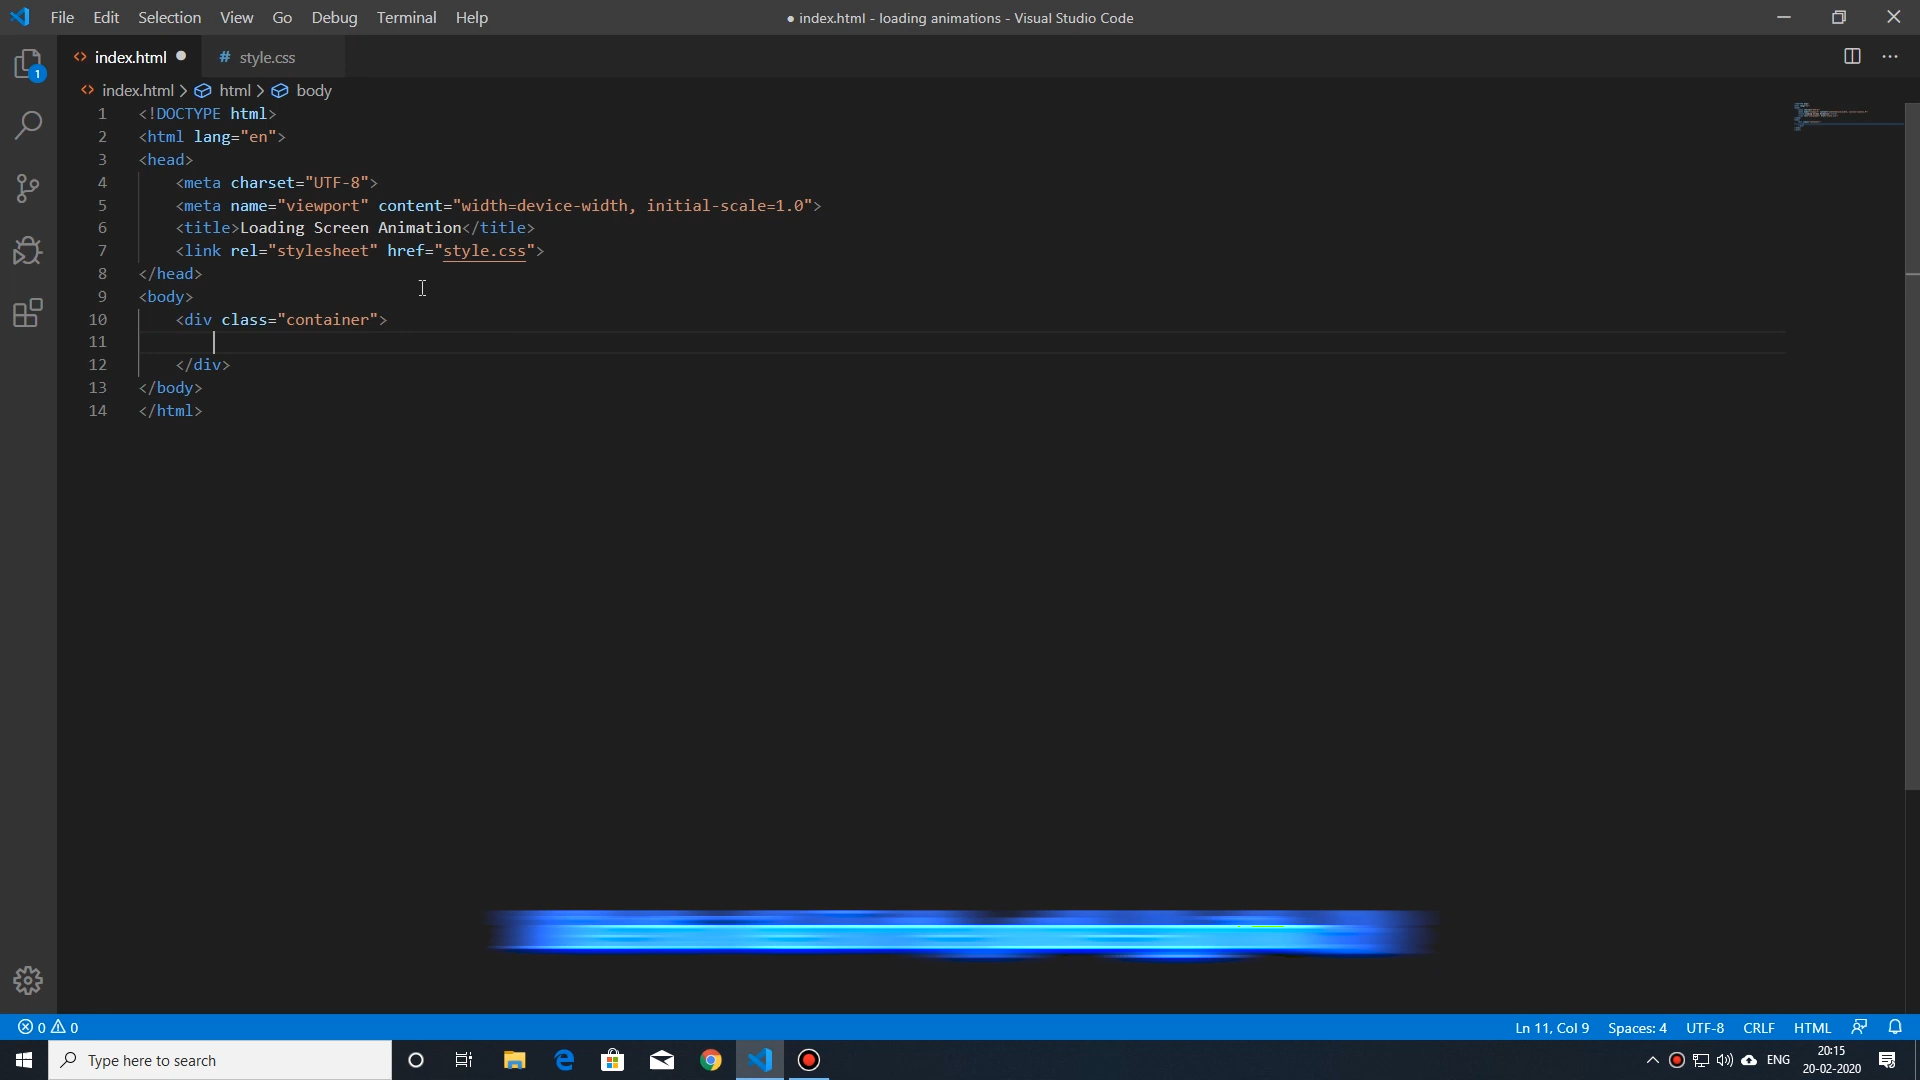 File Edit Selection View Go Debug Terminal Help
● index.html - loading animations - Visual Studio Code
index.html ●
# style.css
1
index.html > html > body
1 <!DOCTYPE html>
2 <html lang="en">
3 <head>
4 <meta charset="UTF-8">
5 <meta name="viewport" content="width=device-width, initial-scale=1.0">
6 <title>Loading Screen Animation</title>
7 <link rel="stylesheet" href="style.css">
8 </head>
9 <body>
10 <div class="container">
11
12 </div>
13 </body>
14 </html>
0 0
Ln 11, Col 9 Spaces: 4 UTF-8 CRLF HTML
Type here to search
ENG
20:15
20-02-2020